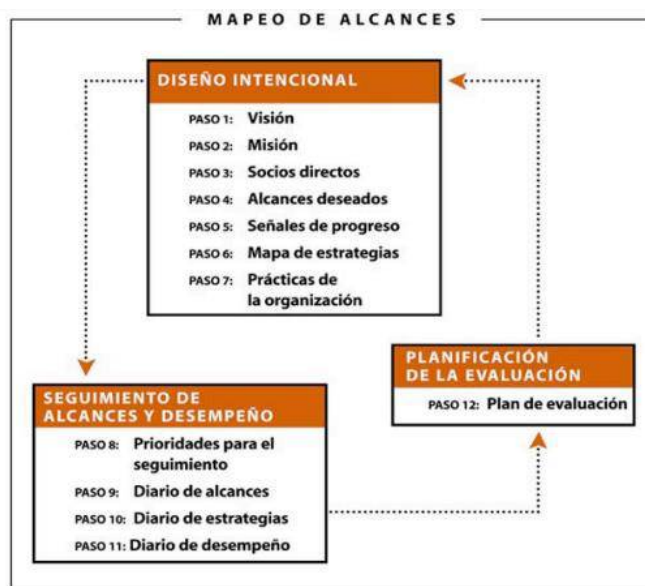 MAPEO DE ALCANCES
DISEÑO INTENCIONAL
PASO 1: Visión
PASO 2: Misión
PASO 3: Socios directos
PASO 4: Alcances deseados
PASO 5: Señales de progreso
PASO 6: Mapa de estrategias
PASO 7: Prácticas de
la organización
PLANIFICACIÓN
DE LA EVALUACIÓN
PASO 12: Plan de evaluación
SEGUIMIENTO DE
ALCANCES Y DESEMPEÑO
PASO 8: Prioridades para el
seguimiento
PASO 9: Diario de alcances
PASO 10: Diario de estrategias
PASO 11: Diario de desempeño